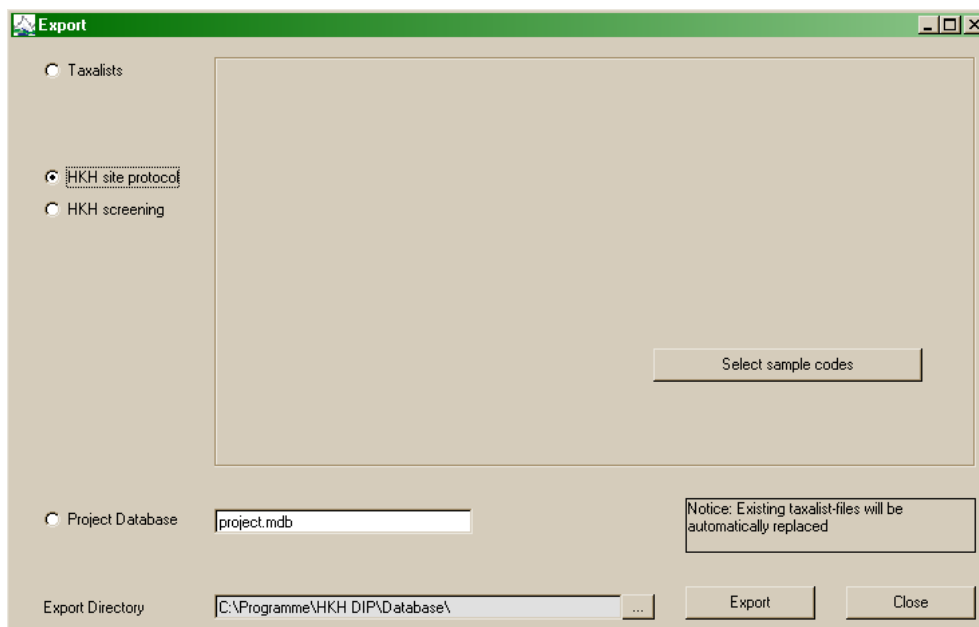 Export
Taxalists
HKH site protocol
HKH screening
Select sample codes
Project Database
project.mdb
Notice: Existing taxalist-files will be
automatically replaced
Export Directory
C:\Programme\HKH DIP\Database\
...
Export
Close